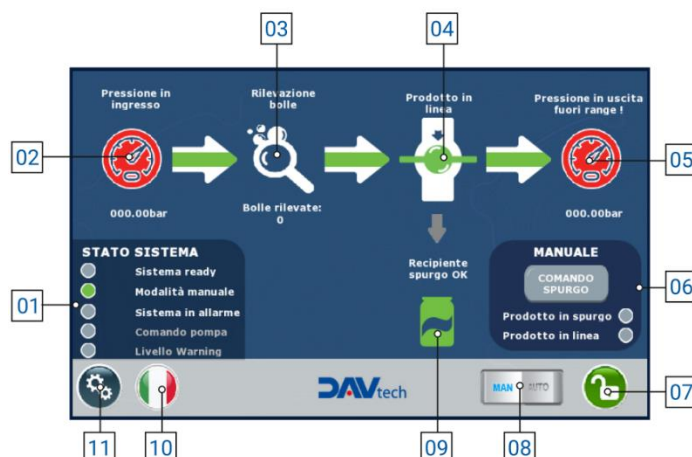 03
04
Pressione in
ingresso
Rilevazione
bolle
Prodotto in
linea
Pressione in uscita
fuori range !
02
05
000.00bar
Bolle rilevate:
0
000.00bar
STATO SISTEMA
Sistema ready
Modalità manuale
Sistema in allarme
Comando pompa
Livello Warning
01
Recipiente
spurgo OK
MANUALE
COMANDO
SPURGO
Prodotto in spurgo
Prodotto in linea
06
DAVtech
MAN AUTO
07
11
10
09
08